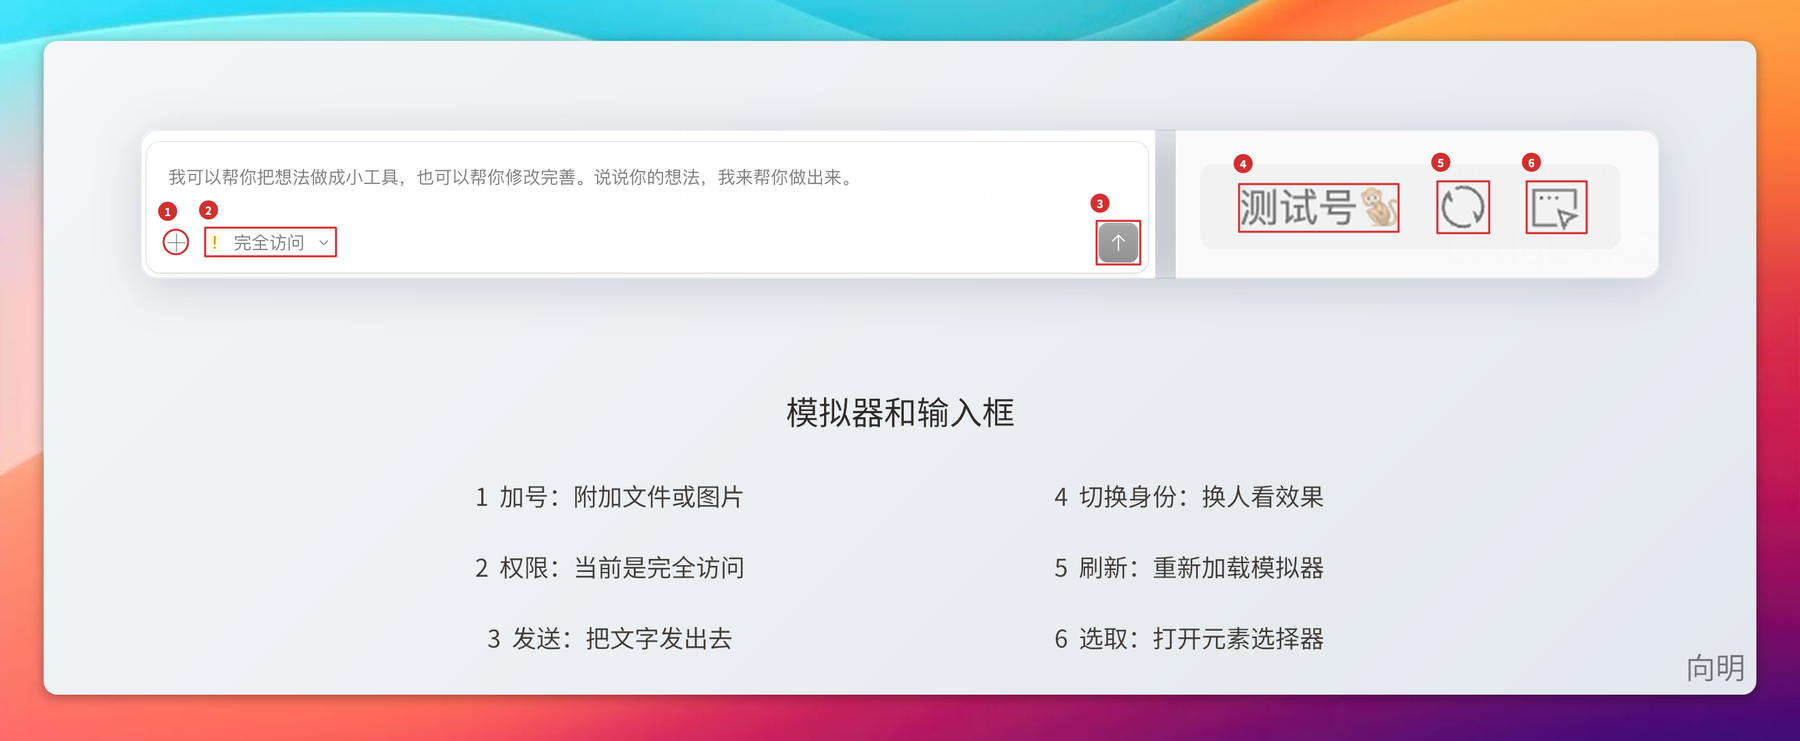 我可以帮你把想法做成小工具，也可以帮你修改完善。说说你的想法，我来帮你做出来。
1
2
! 完全访问
3
4
5
6
测试号🐒
模拟器和输入框
1 加号：附加文件或图片
2 权限：当前是完全访问
3 发送：把文字发出去
4 切换身份：换人看效果
5 刷新：重新加载模拟器
6 选取：打开元素选择器
向明